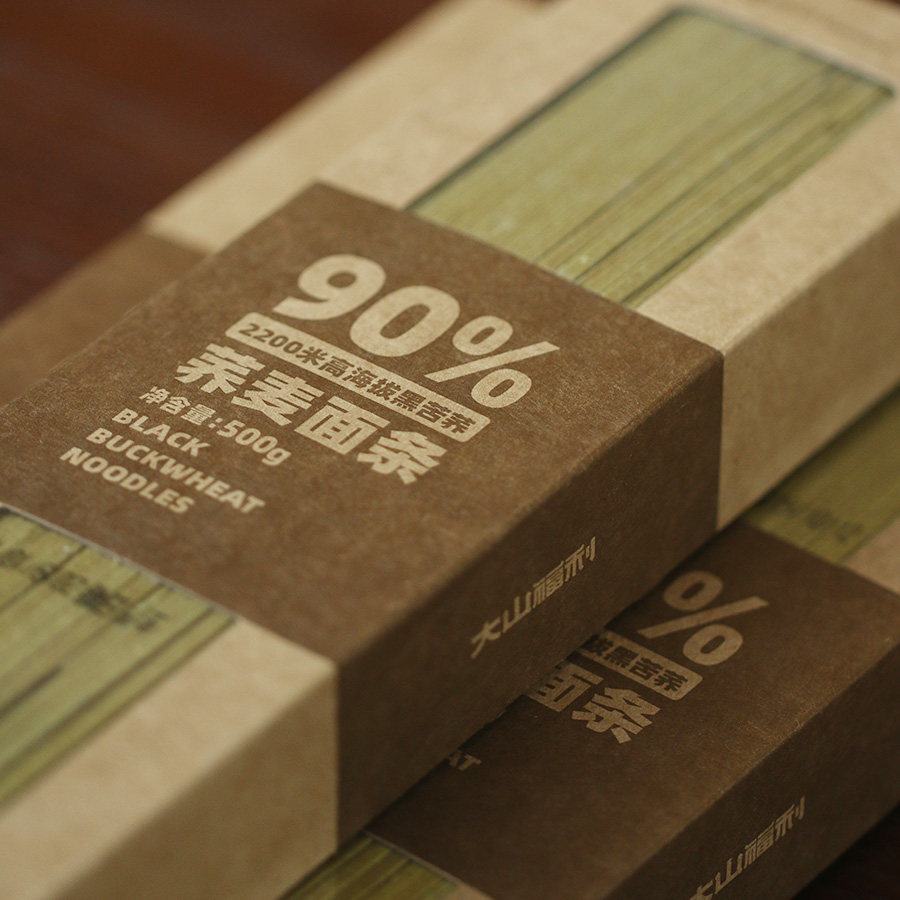 90%
2200米高海拔黑苦荞
荞麦面条
净含量:500g
BLACK
BUCKWHEAT
NOODLES
大山福利
%
拔黑苦荞
面条
AT
大山福利